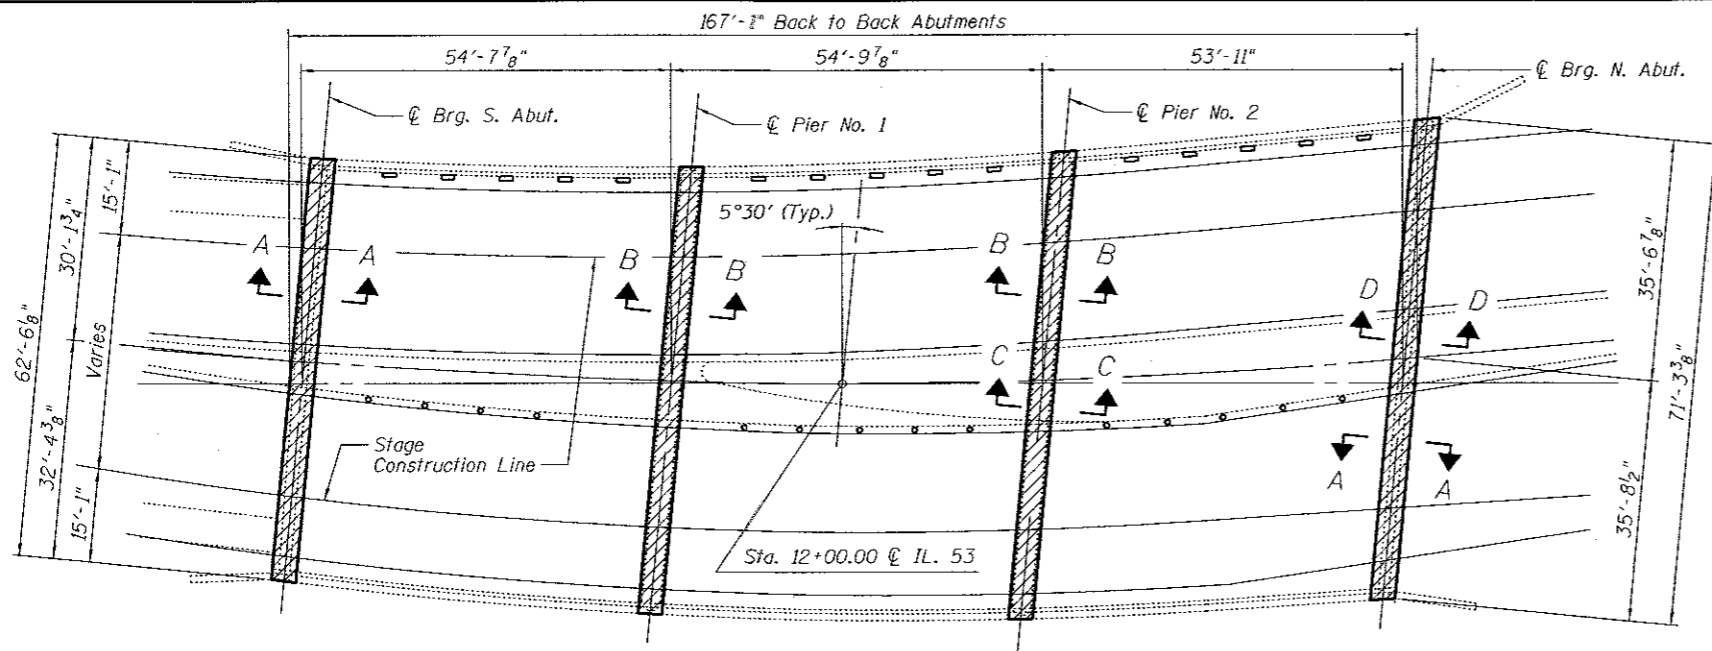 167'-1" Back to Back Abutments
54'-7 7/8"
54'-9 7/8"
53'-11"
℄ Brg. S. Abut.
℄ Pier No. 1
℄ Pier No. 2
℄ Brg. N. Abut.
5°30' (Typ.)
A
A
B
B
B
B
C
C
D
D
A
A
62'-6 1/8"
30'-1 3/4"
32'-4 3/8"
15'-1"
Varies
15'-1"
35'-6 7/8"
35'-8 1/2"
71'-3 3/8"
Stage
Construction Line
Sta. 12+00.00 ℄ IL. 53